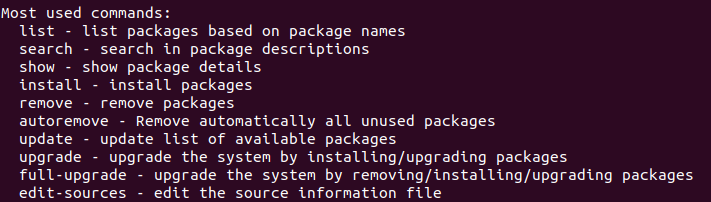 Most used commands:
  list - list packages based on package names
  search - search in package descriptions
  show - show package details
  install - install packages
  remove - remove packages
  autoremove - Remove automatically all unused packages
  update - update list of available packages
  upgrade - upgrade the system by installing/upgrading packages
  full-upgrade - upgrade the system by removing/installing/upgrading packages
  edit-sources - edit the source information file